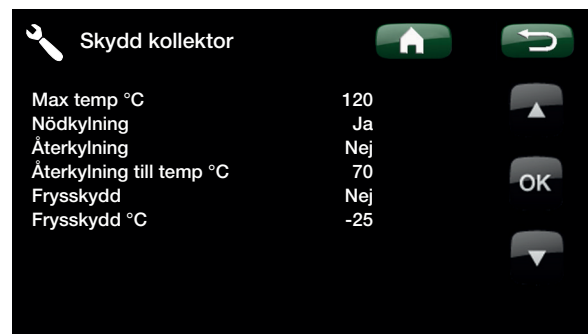 Skydd kollektor
Max temp °C 120
Nödkylning Ja
Återkylning Nej
Återkylning till temp °C 70
OK
Frysskydd Nej
Frysskydd °C -25